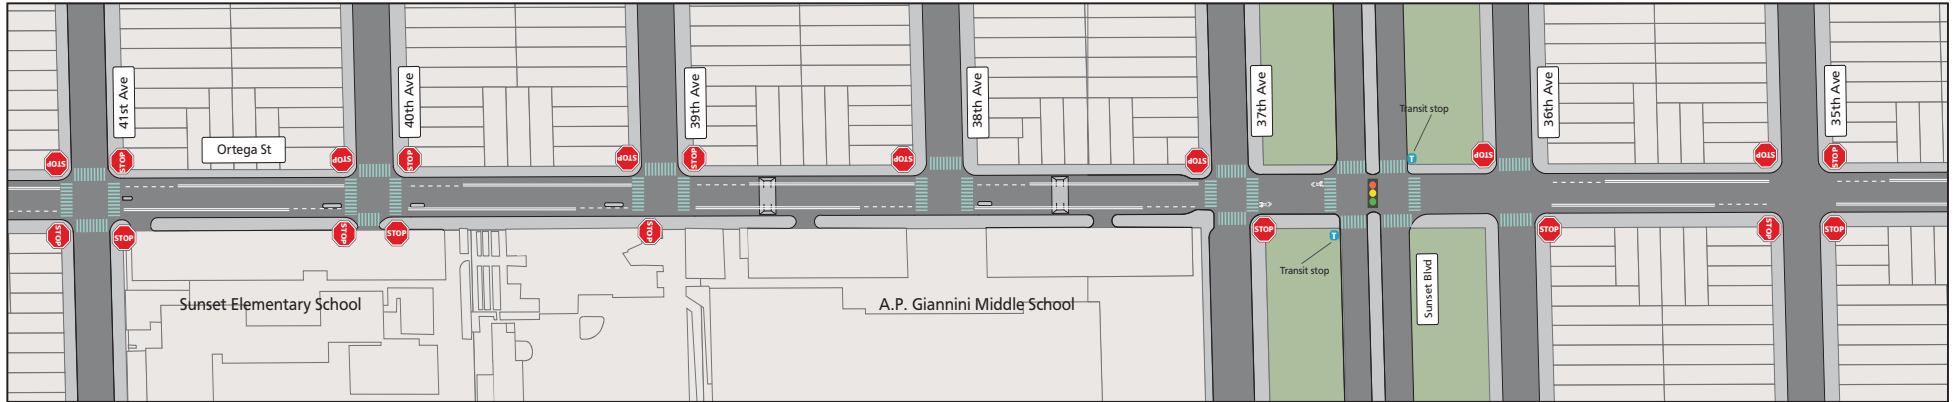 41st Ave
40th Ave
39th Ave
38th Ave
37th Ave
36th Ave
35th Ave
Transit stop
Ortega St
STOP
STOP
STOP
STOP
STOP
STOP
STOP
STOP
STOP
STOP
STOP
T
STOP
STOP
STOP
STOP
STOP
STOP
STOP
STOP
STOP
T
Transit stop
Sunset Blvd
Sunset Elementary School
A.P. Giannini Middle School